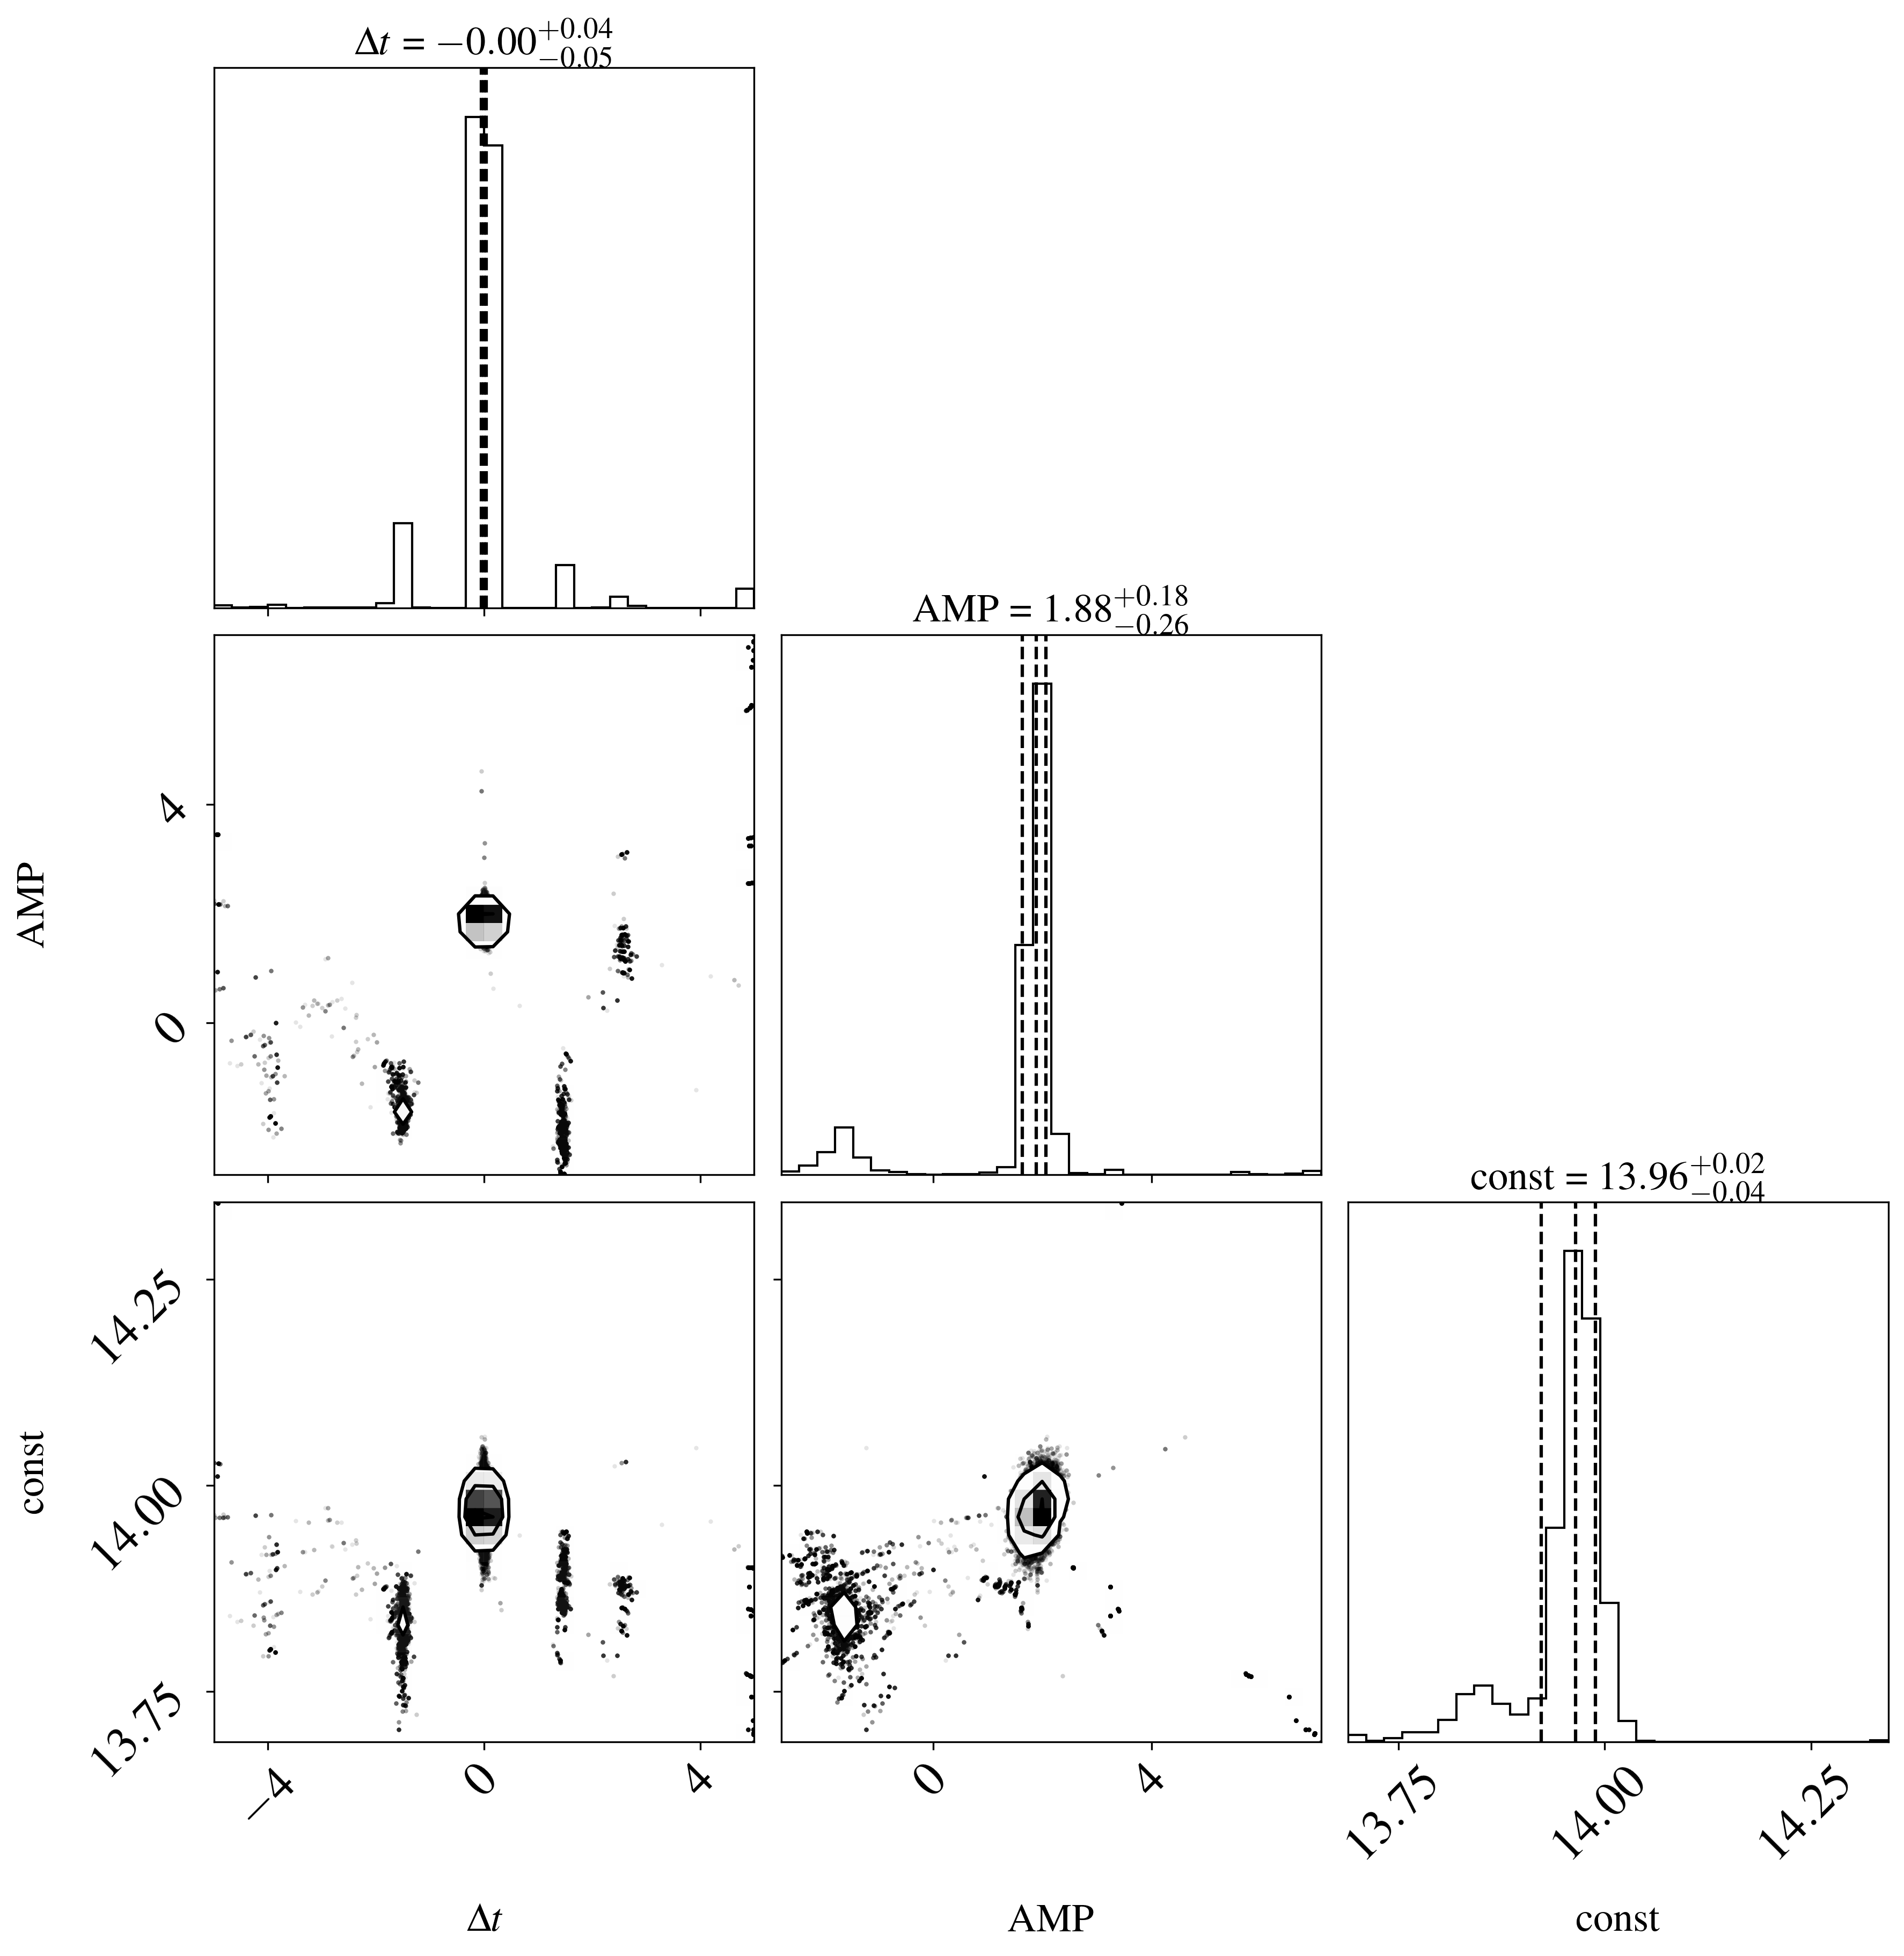 Δt = −0.00+0.04−0.05
AMP = 1.88+0.18−0.26
4
AMP
0
const = 13.96+0.02−0.04
14.25
const
14.00
13.75
−4 0 4 0 4 13.75 14.00 14.25
Δt AMP const